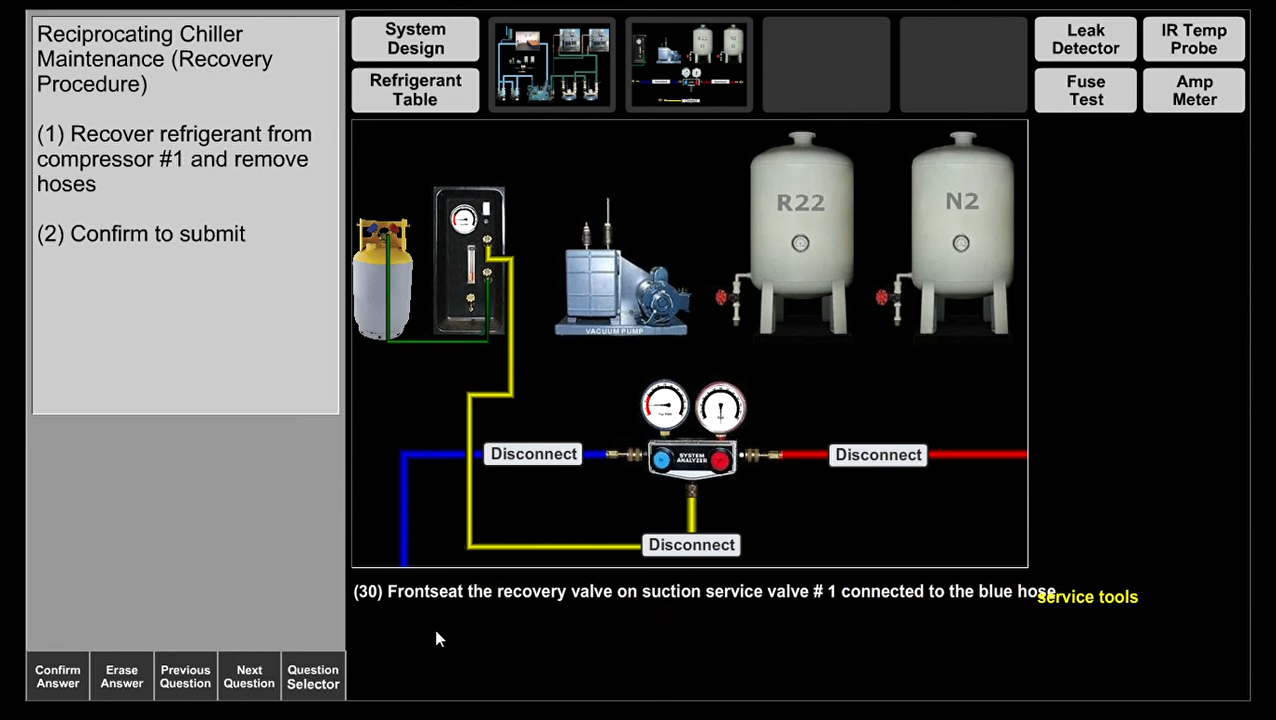 Reciprocating Chiller
Maintenance (Recovery
Procedure)
(1) Recover refrigerant from
compressor #1 and remove
hoses
(2) Confirm to submit
System
Design
Refrigerant
Table
Leak
Detector
IR Temp
Probe
Fuse
Test
Amp
Meter
R22
N2
VACUUM PUMP
SYSTEM
ANALYZER
Disconnect
Disconnect
Disconnect
(30) Frontseat the recovery valve on suction service valve # 1 connected to the blue hose
service tools
Confirm
Answer
Erase
Answer
Previous
Question
Next
Question
Question
Selector